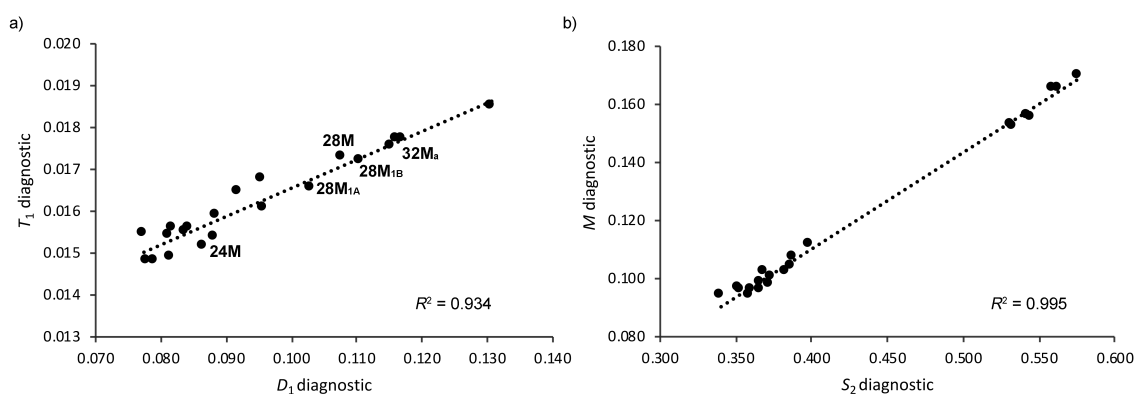 a)
0.020
0.019
0.018
0.017
0.016
0.015
0.014
0.013
T1 diagnostic
28M
32Ma
28M1B
28M1A
24M
R² = 0.934
0.070 0.080 0.090 0.100 0.110 0.120 0.130 0.140
D1 diagnostic
b)
0.180
0.160
0.140
0.120
0.100
0.080
M diagnostic
R² = 0.995
0.300 0.350 0.400 0.450 0.500 0.550 0.600
S2 diagnostic